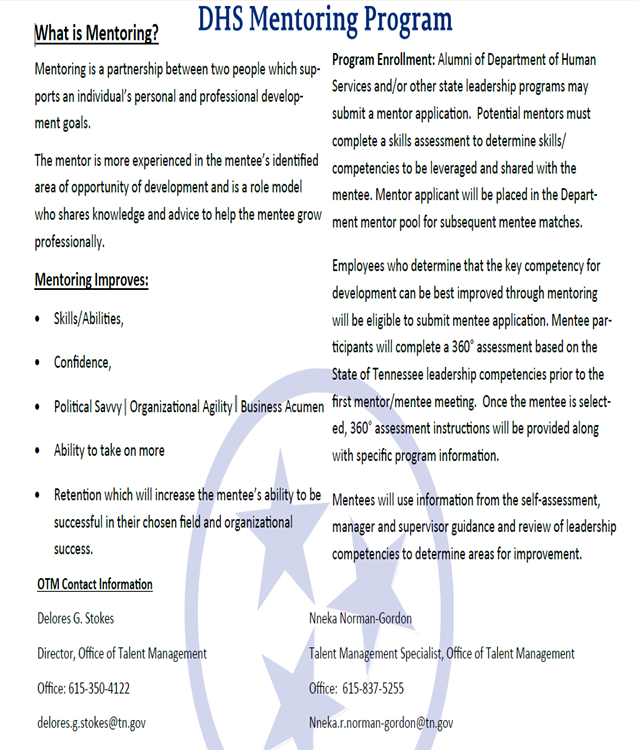 DHS Mentoring Program
What is Mentoring?
Mentoring is a partnership between two people which sup-
ports an individual's personal and professional develop-
ment goals.
The mentor is more experienced in the mentee's identified
area of opportunity of development and is a role model
who shares knowledge and advice to help the mentee grow
professionally.
Mentoring Improves:
• Skills/Abilities,
• Confidence,
• Political Savvy| Organizational Agility| Business Acumen
• Ability to take on more
• Retention which will increase the mentee's ability to be
successful in their chosen field and organizational
success.
Program Enrollment: Alumni of Department of Human
Services and/or other state leadership programs may
submit a mentor application.  Potential mentors must
complete a skills assessment to determine skills/
competencies to be leveraged and shared with the
mentee. Mentor applicant will be placed in the Depart-
ment mentor pool for subsequent mentee matches.
Employees who determine that the key competency for
development can be best improved through mentoring
will be eligible to submit mentee application. Mentee par-
ticipants will complete a 360° assessment based on the
State of Tennessee leadership competencies prior to the
first mentor/mentee meeting.  Once the mentee is select-
ed, 360° assessment instructions will be provided along
with specific program information.
Mentees will use information from the self-assessment,
manager and supervisor guidance and review of leadership
competencies to determine areas for improvement.
OTM Contact Information
Delores G. Stokes
Director, Office of Talent Management
Office: 615-350-4122
delores.g.stokes@tn.gov
Nneka Norman-Gordon
Talent Management Specialist, Office of Talent Management
Office:  615-837-5255
Nneka.r.norman-gordon@tn.gov